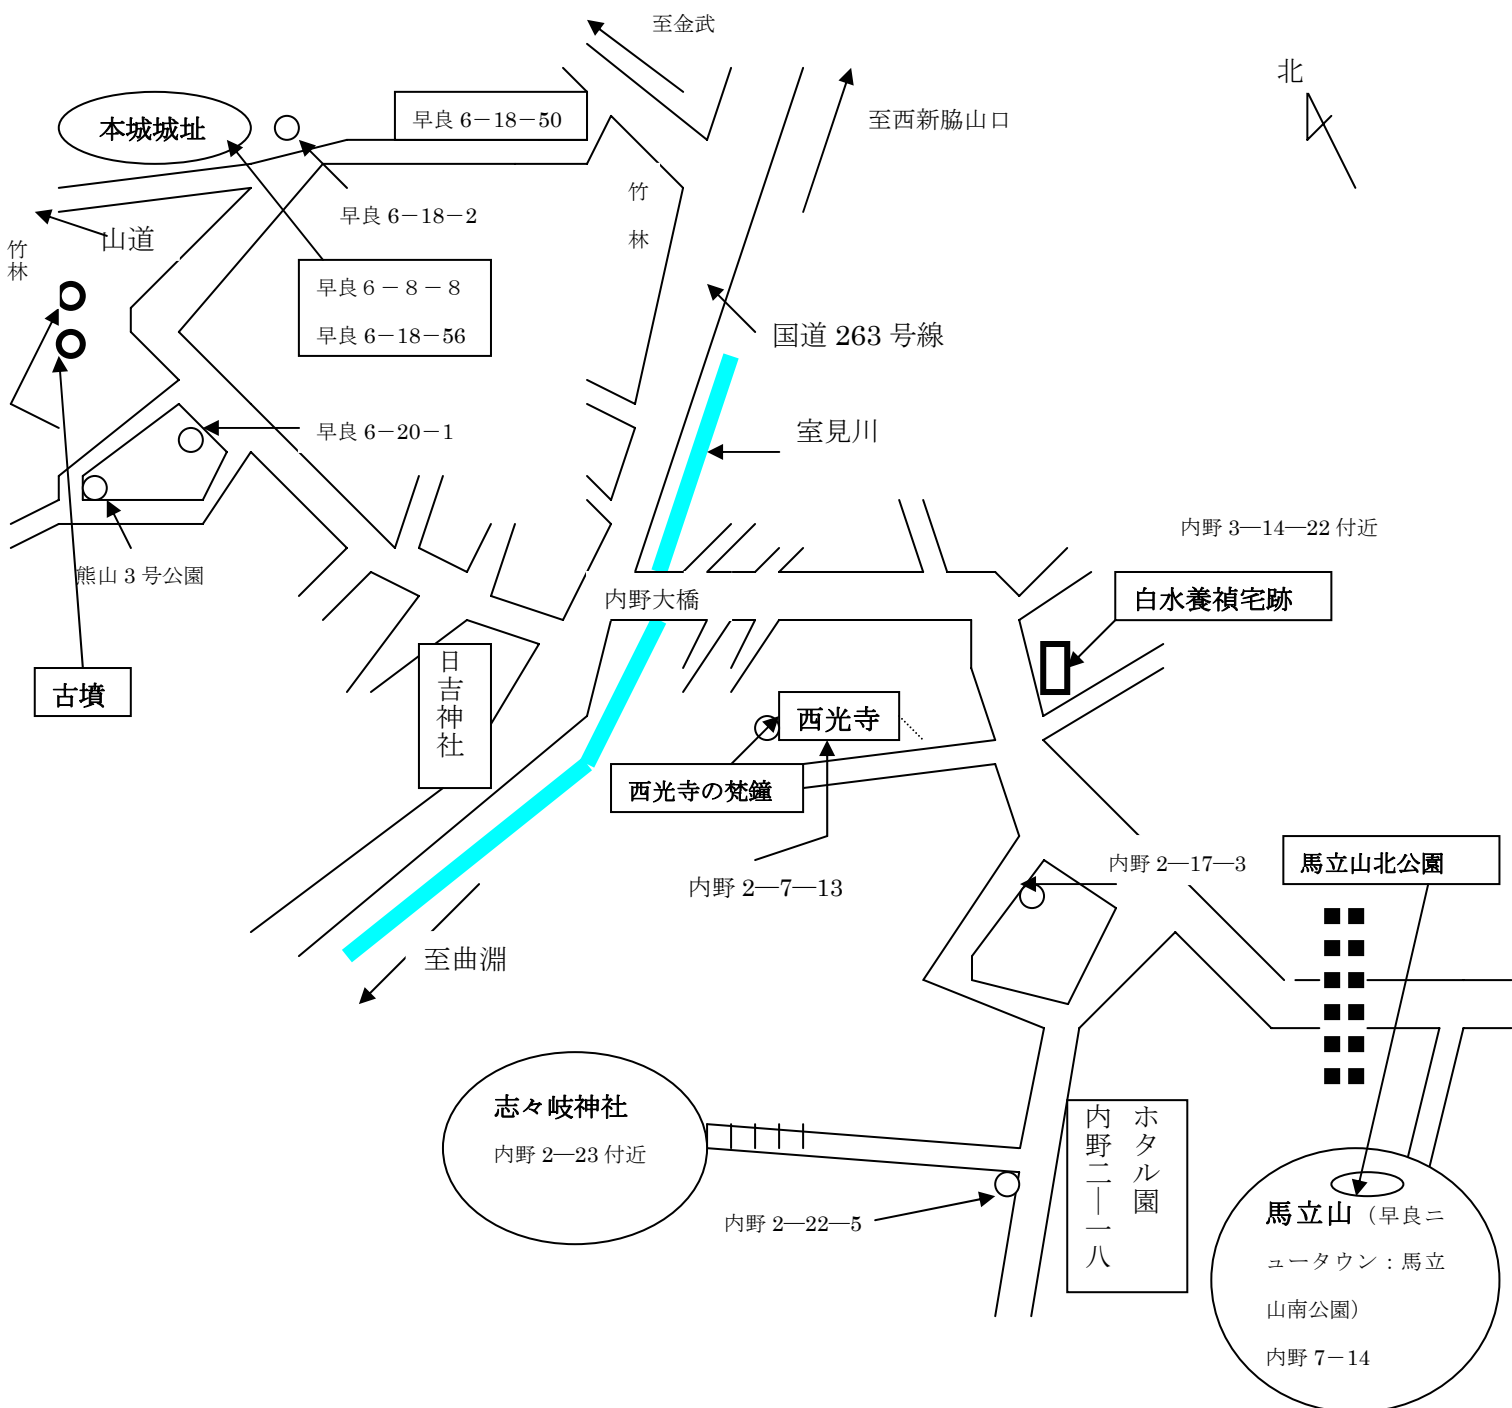 至金武
北
本城城址
早良 6-18-50
至西新脇山口
竹
林
早良 6-18-2
山道
竹
林
早良６－８－８
早良 6-18-56
国道 263 号線
室見川
早良 6-20-1
内野 3―14―22 付近
熊山 3 号公園
内野大橋
白水養禎宅跡
日吉神社
古墳
西光寺
西光寺の梵鐘
内野 2―7―13
内野 2―17―3
馬立山北公園
至曲淵
志々岐神社
内野 2―23 付近
ホタル園
内野二―一八
内野 2―22―5
馬立山（早良ニ
ュータウン：馬立
山南公園）
内野 7-14